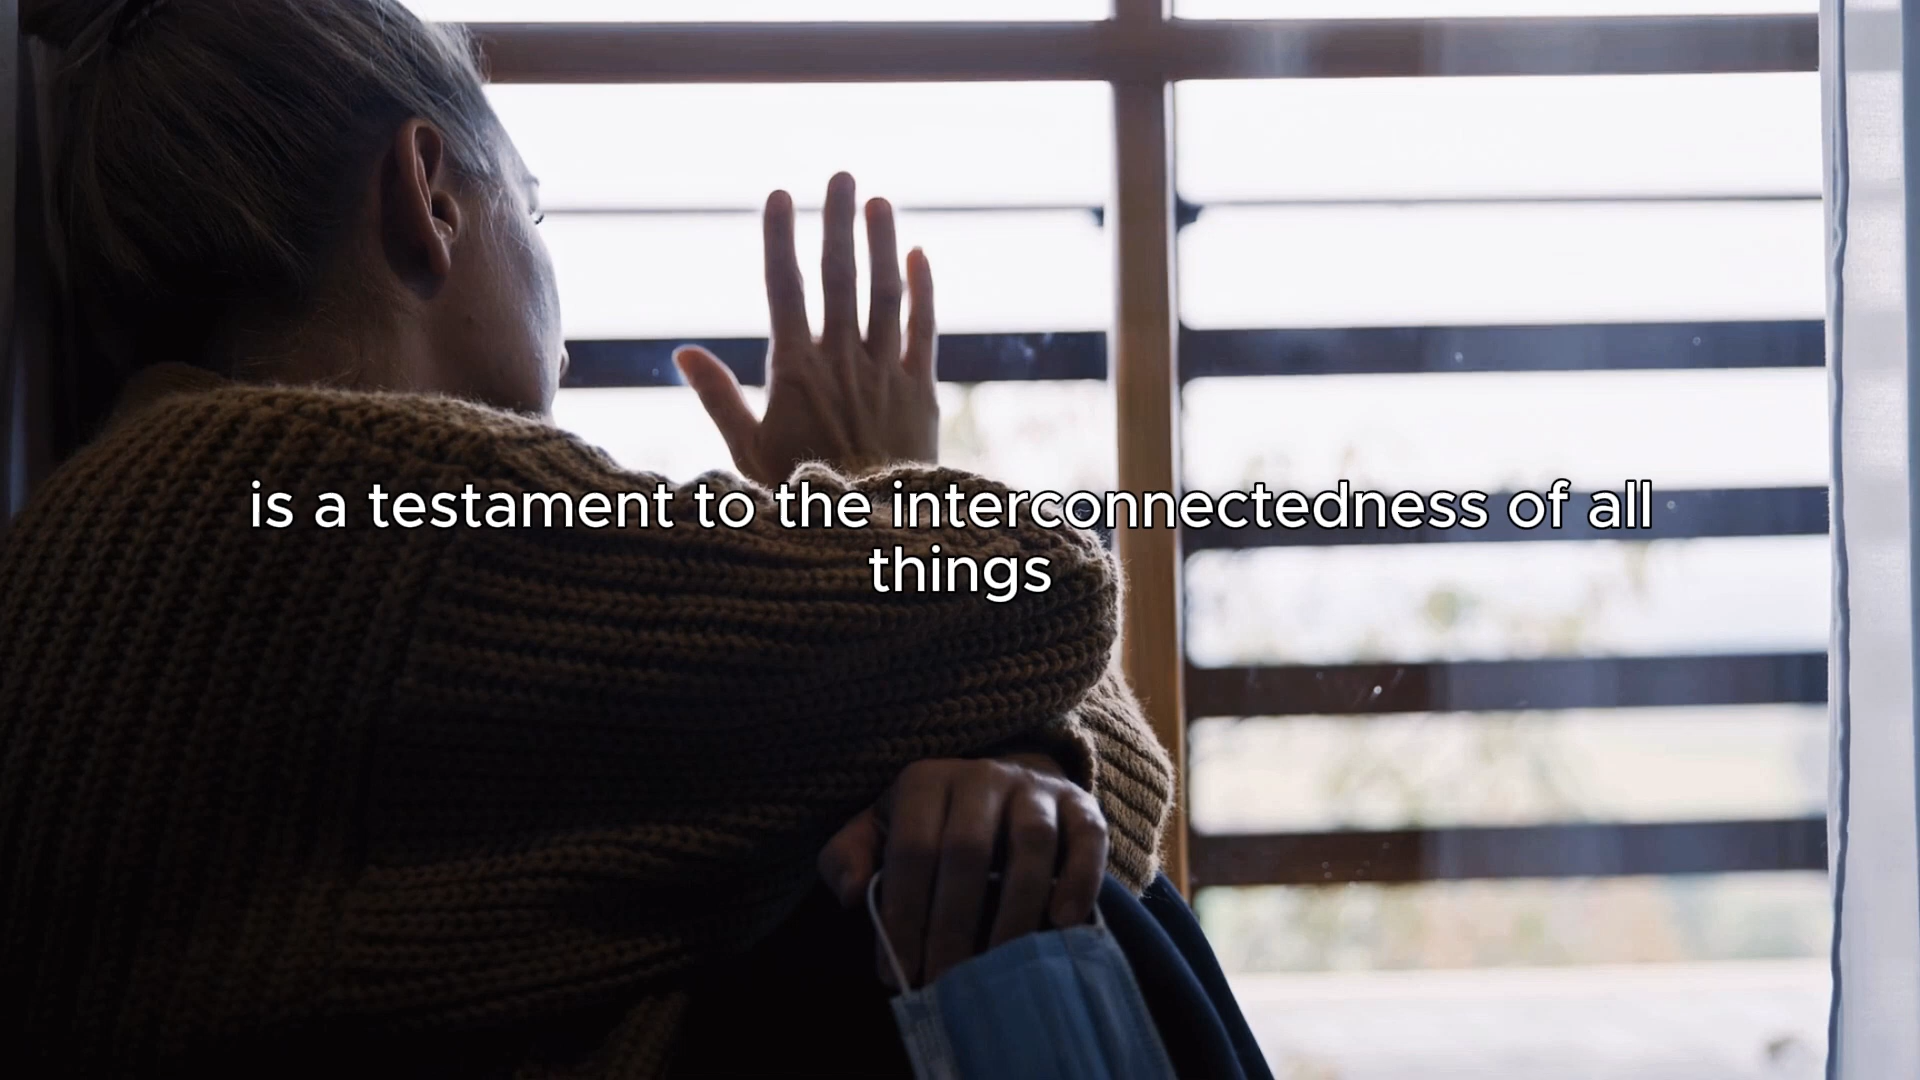 is a testament to the interconnectedness of all
things